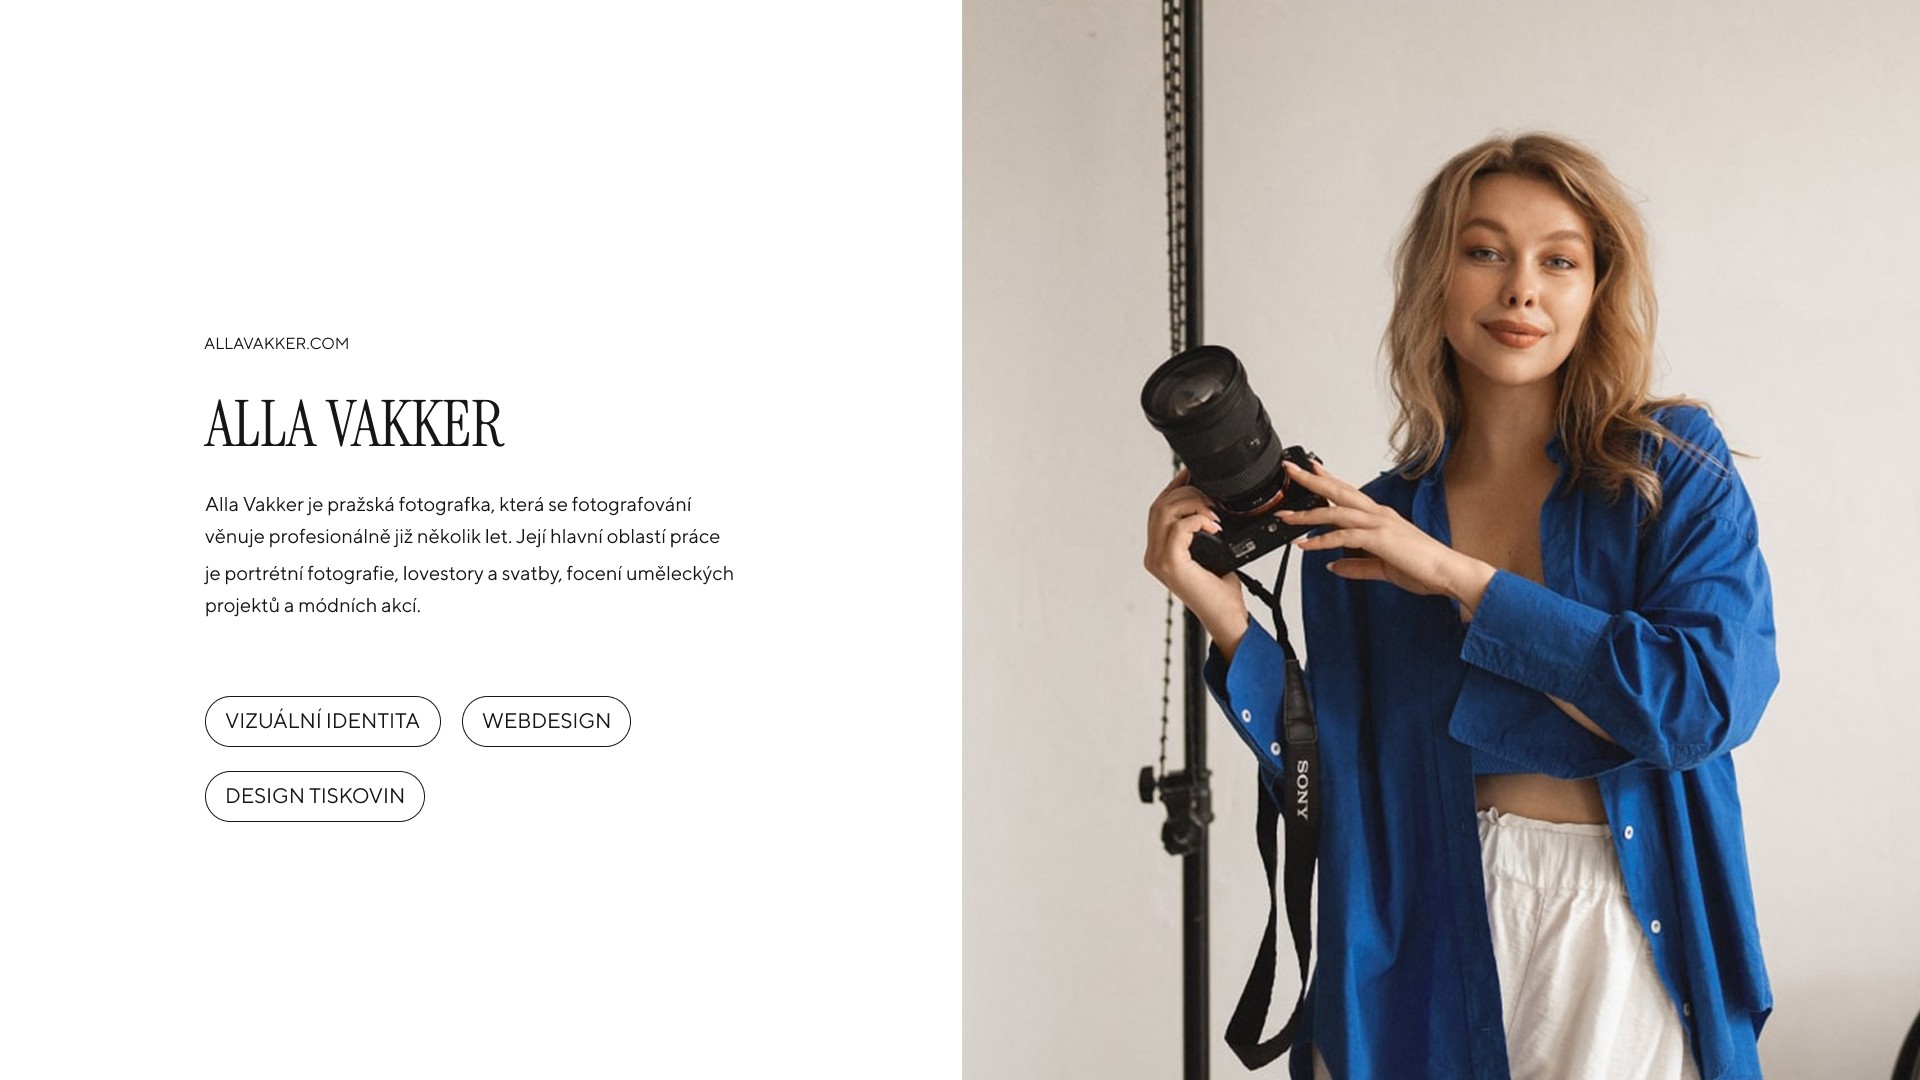 ALLAVAKKER.COM
ALLA VAKKER
Alla Vakker je pražská fotografka, která se fotografování
věnuje profesionálně již několik let. Její hlavní oblastí práce
je portrétní fotografie, lovestory a svatby, focení uměleckých
projektů a módních akcí.
VIZUÁLNÍ IDENTITA
WEBDESIGN
DESIGN TISKOVIN
SONY